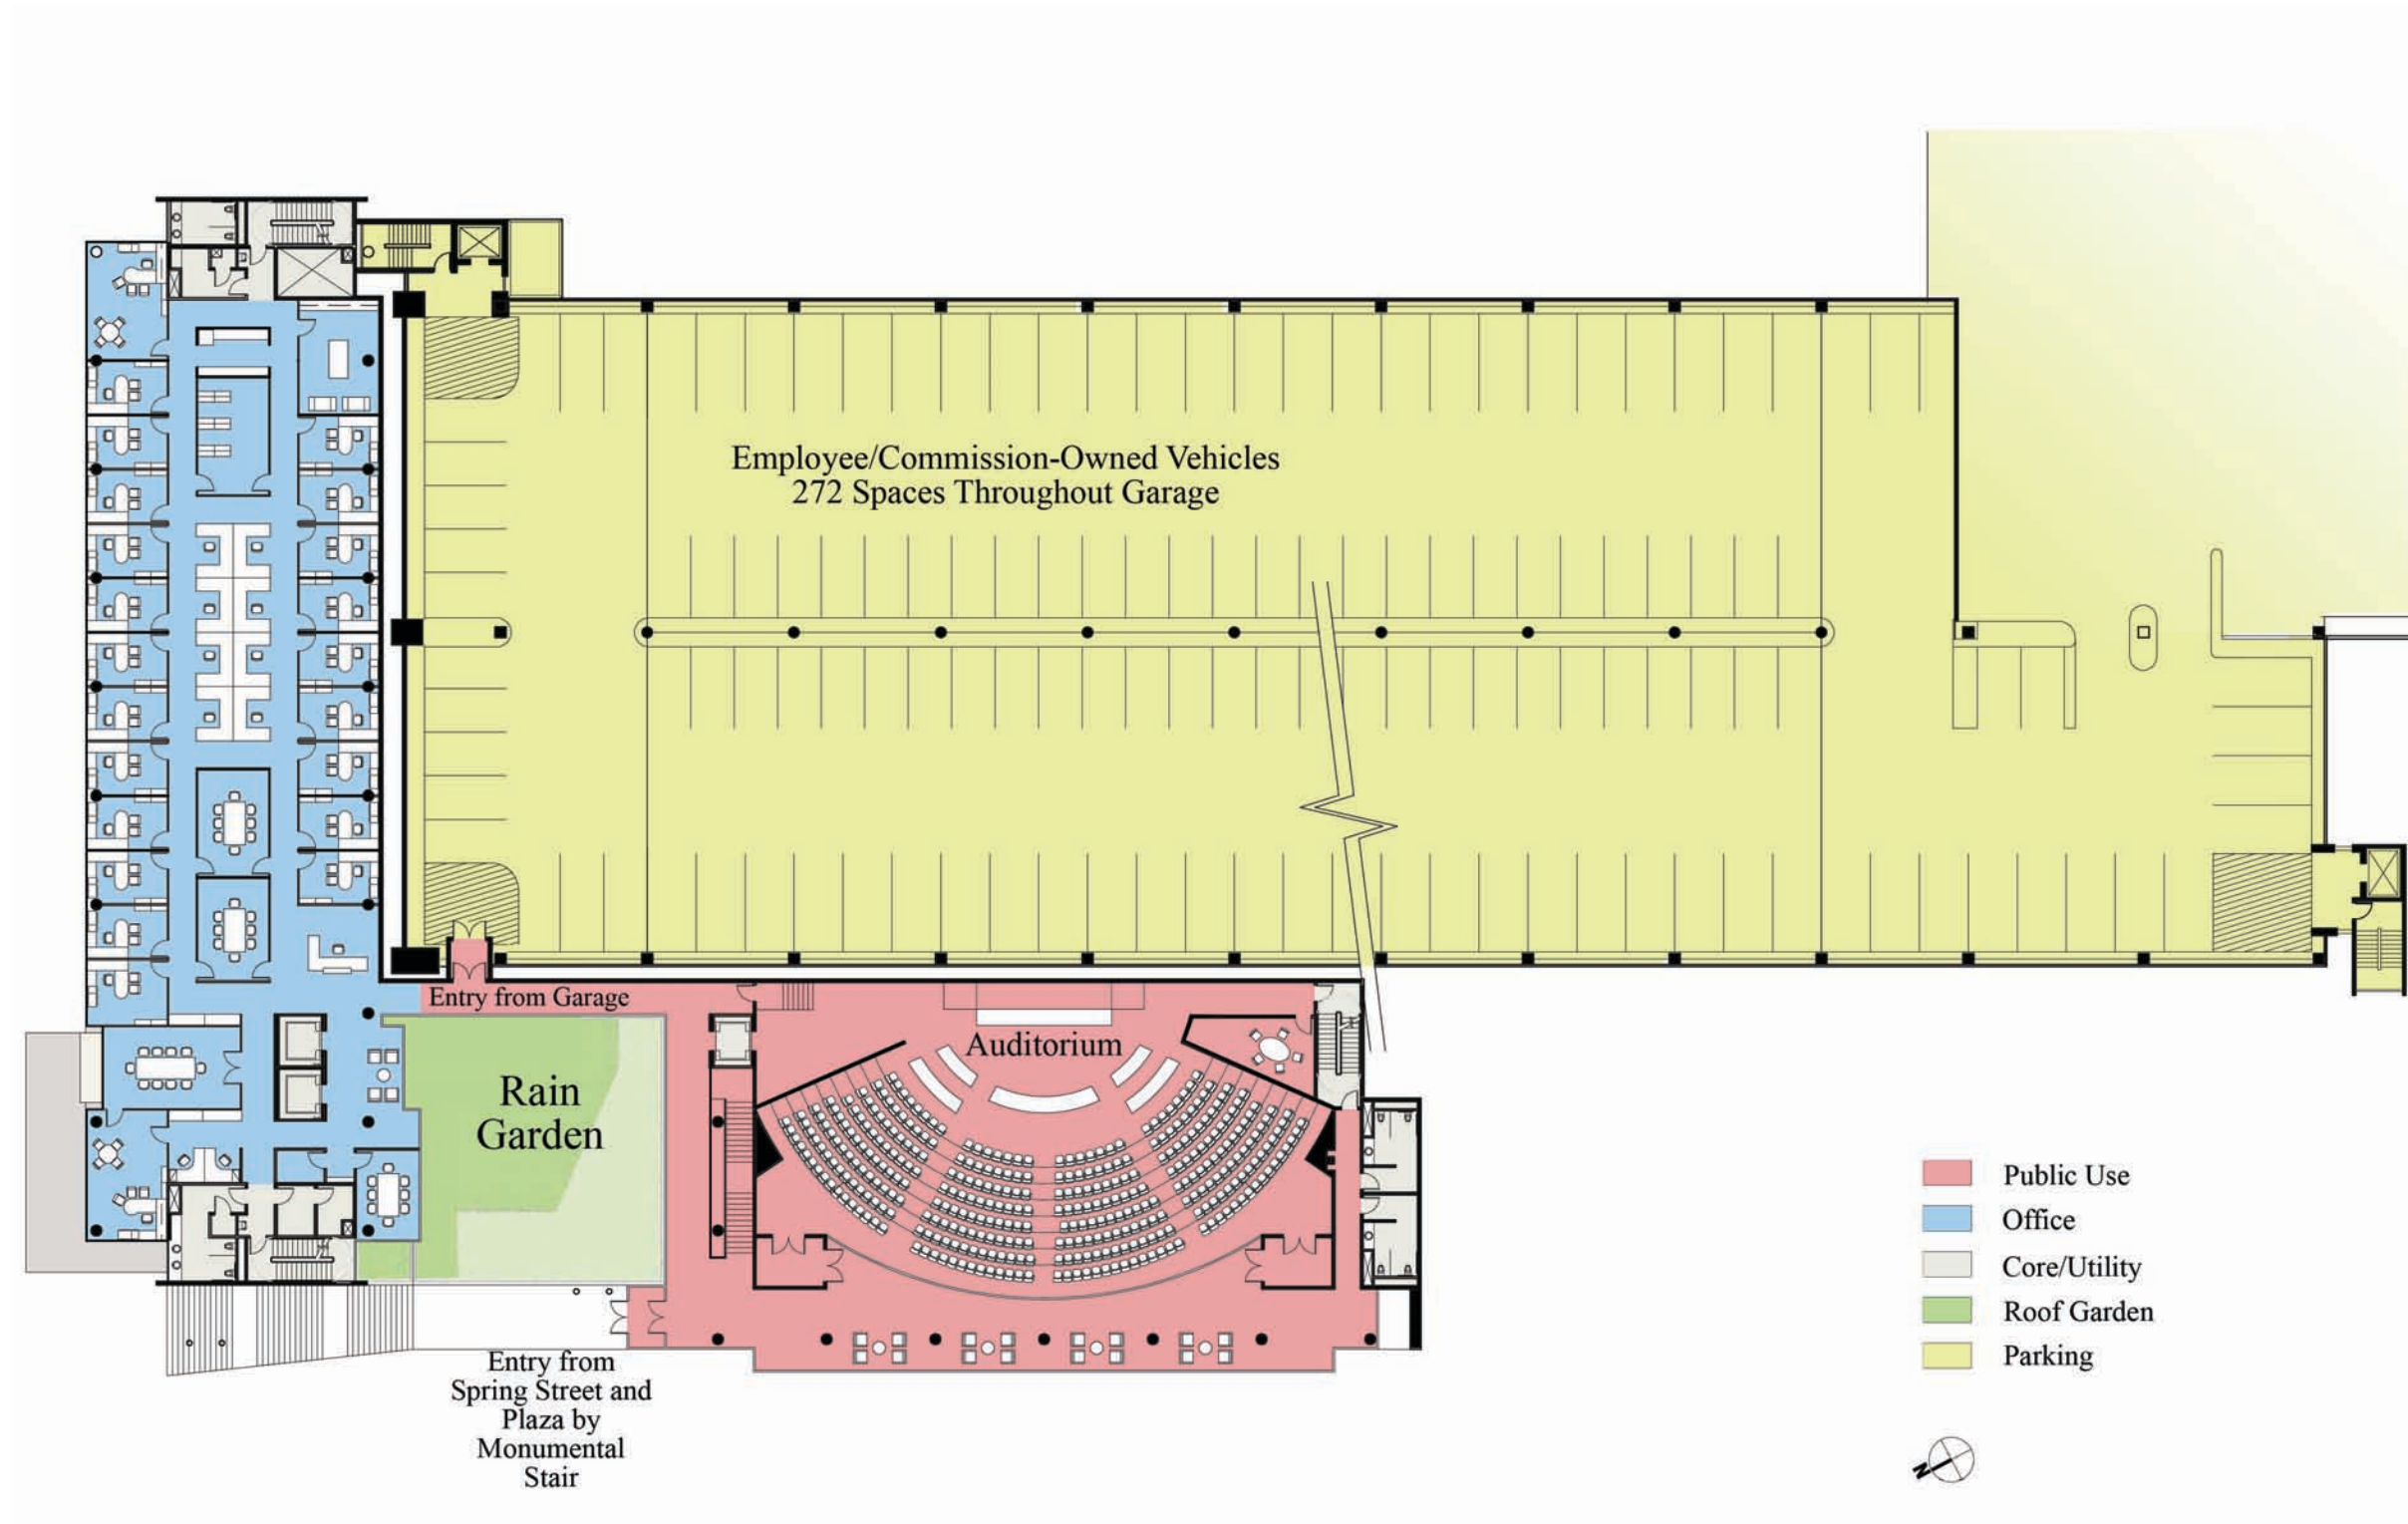 Employee/Commission-Owned Vehicles
272 Spaces Throughout Garage
Entry from Garage
Auditorium
Rain
Garden
Entry from
Spring Street and
Plaza by
Monumental
Stair
Public Use
Office
Core/Utility
Roof Garden
Parking
N